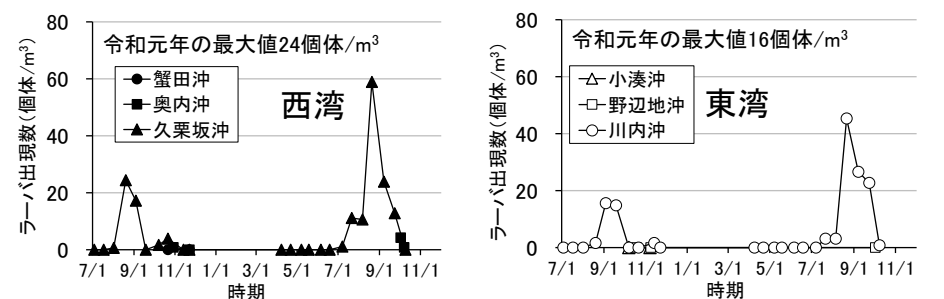 80
60
40
20
0
ラーバ出現数(個体/m³)
令和元年の最大値24個体/m³
蟹田沖
奥内沖
久栗坂沖
西湾
7/1 9/1 11/1 1/1 3/1 5/1 7/1 9/1 11/1
時期
80
60
40
20
0
ラーバ出現数(個体/m³)
令和元年の最大値16個体/m³
小湊沖
野辺地沖
川内沖
東湾
7/1 9/1 11/1 1/1 3/1 5/1 7/1 9/1 11/1
時期